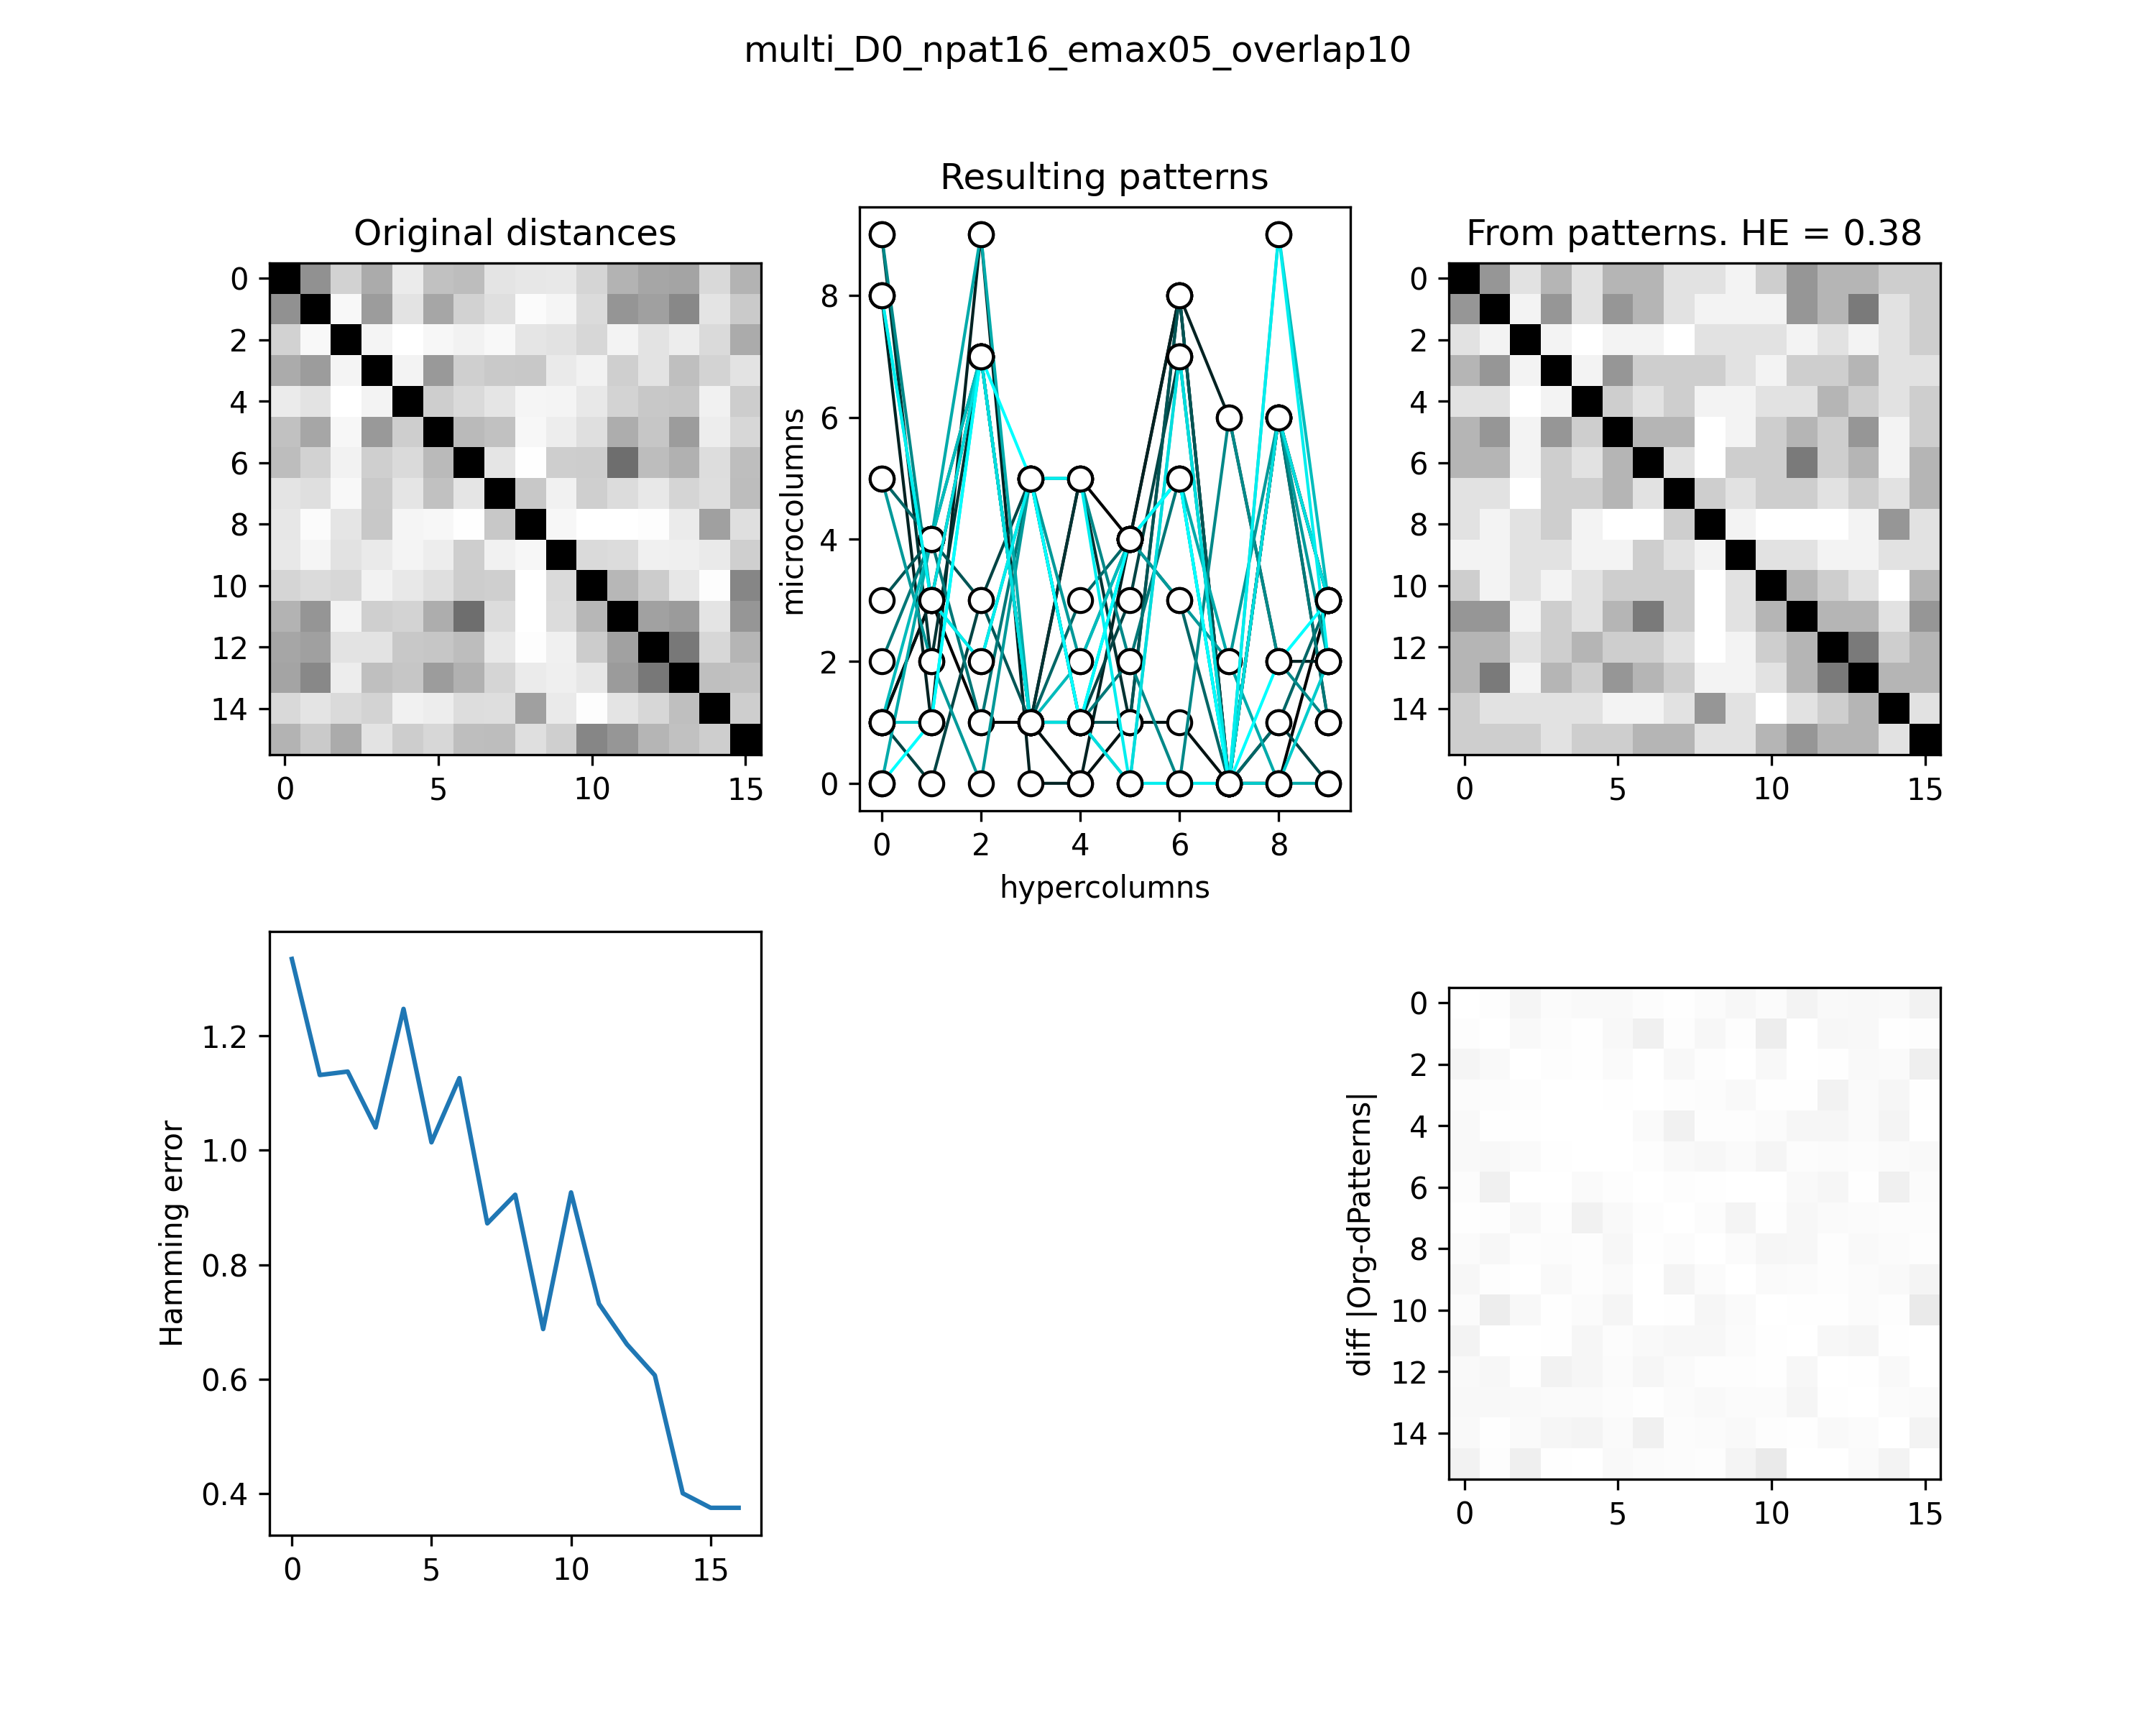 multi_D0_npat16_emax05_overlap10
Original distances
0
2
4
6
8
10
12
14
0 5 10 15
Resulting patterns
microcolumns
8
6
4
2
0
0 2 4 6 8
hypercolumns
From patterns. HE = 0.38
0
2
4
6
8
10
12
14
0 5 10 15
Hamming error
1.2
1.0
0.8
0.6
0.4
0 5 10 15
diff |Org-dPatterns|
0
2
4
6
8
10
12
14
0 5 10 15